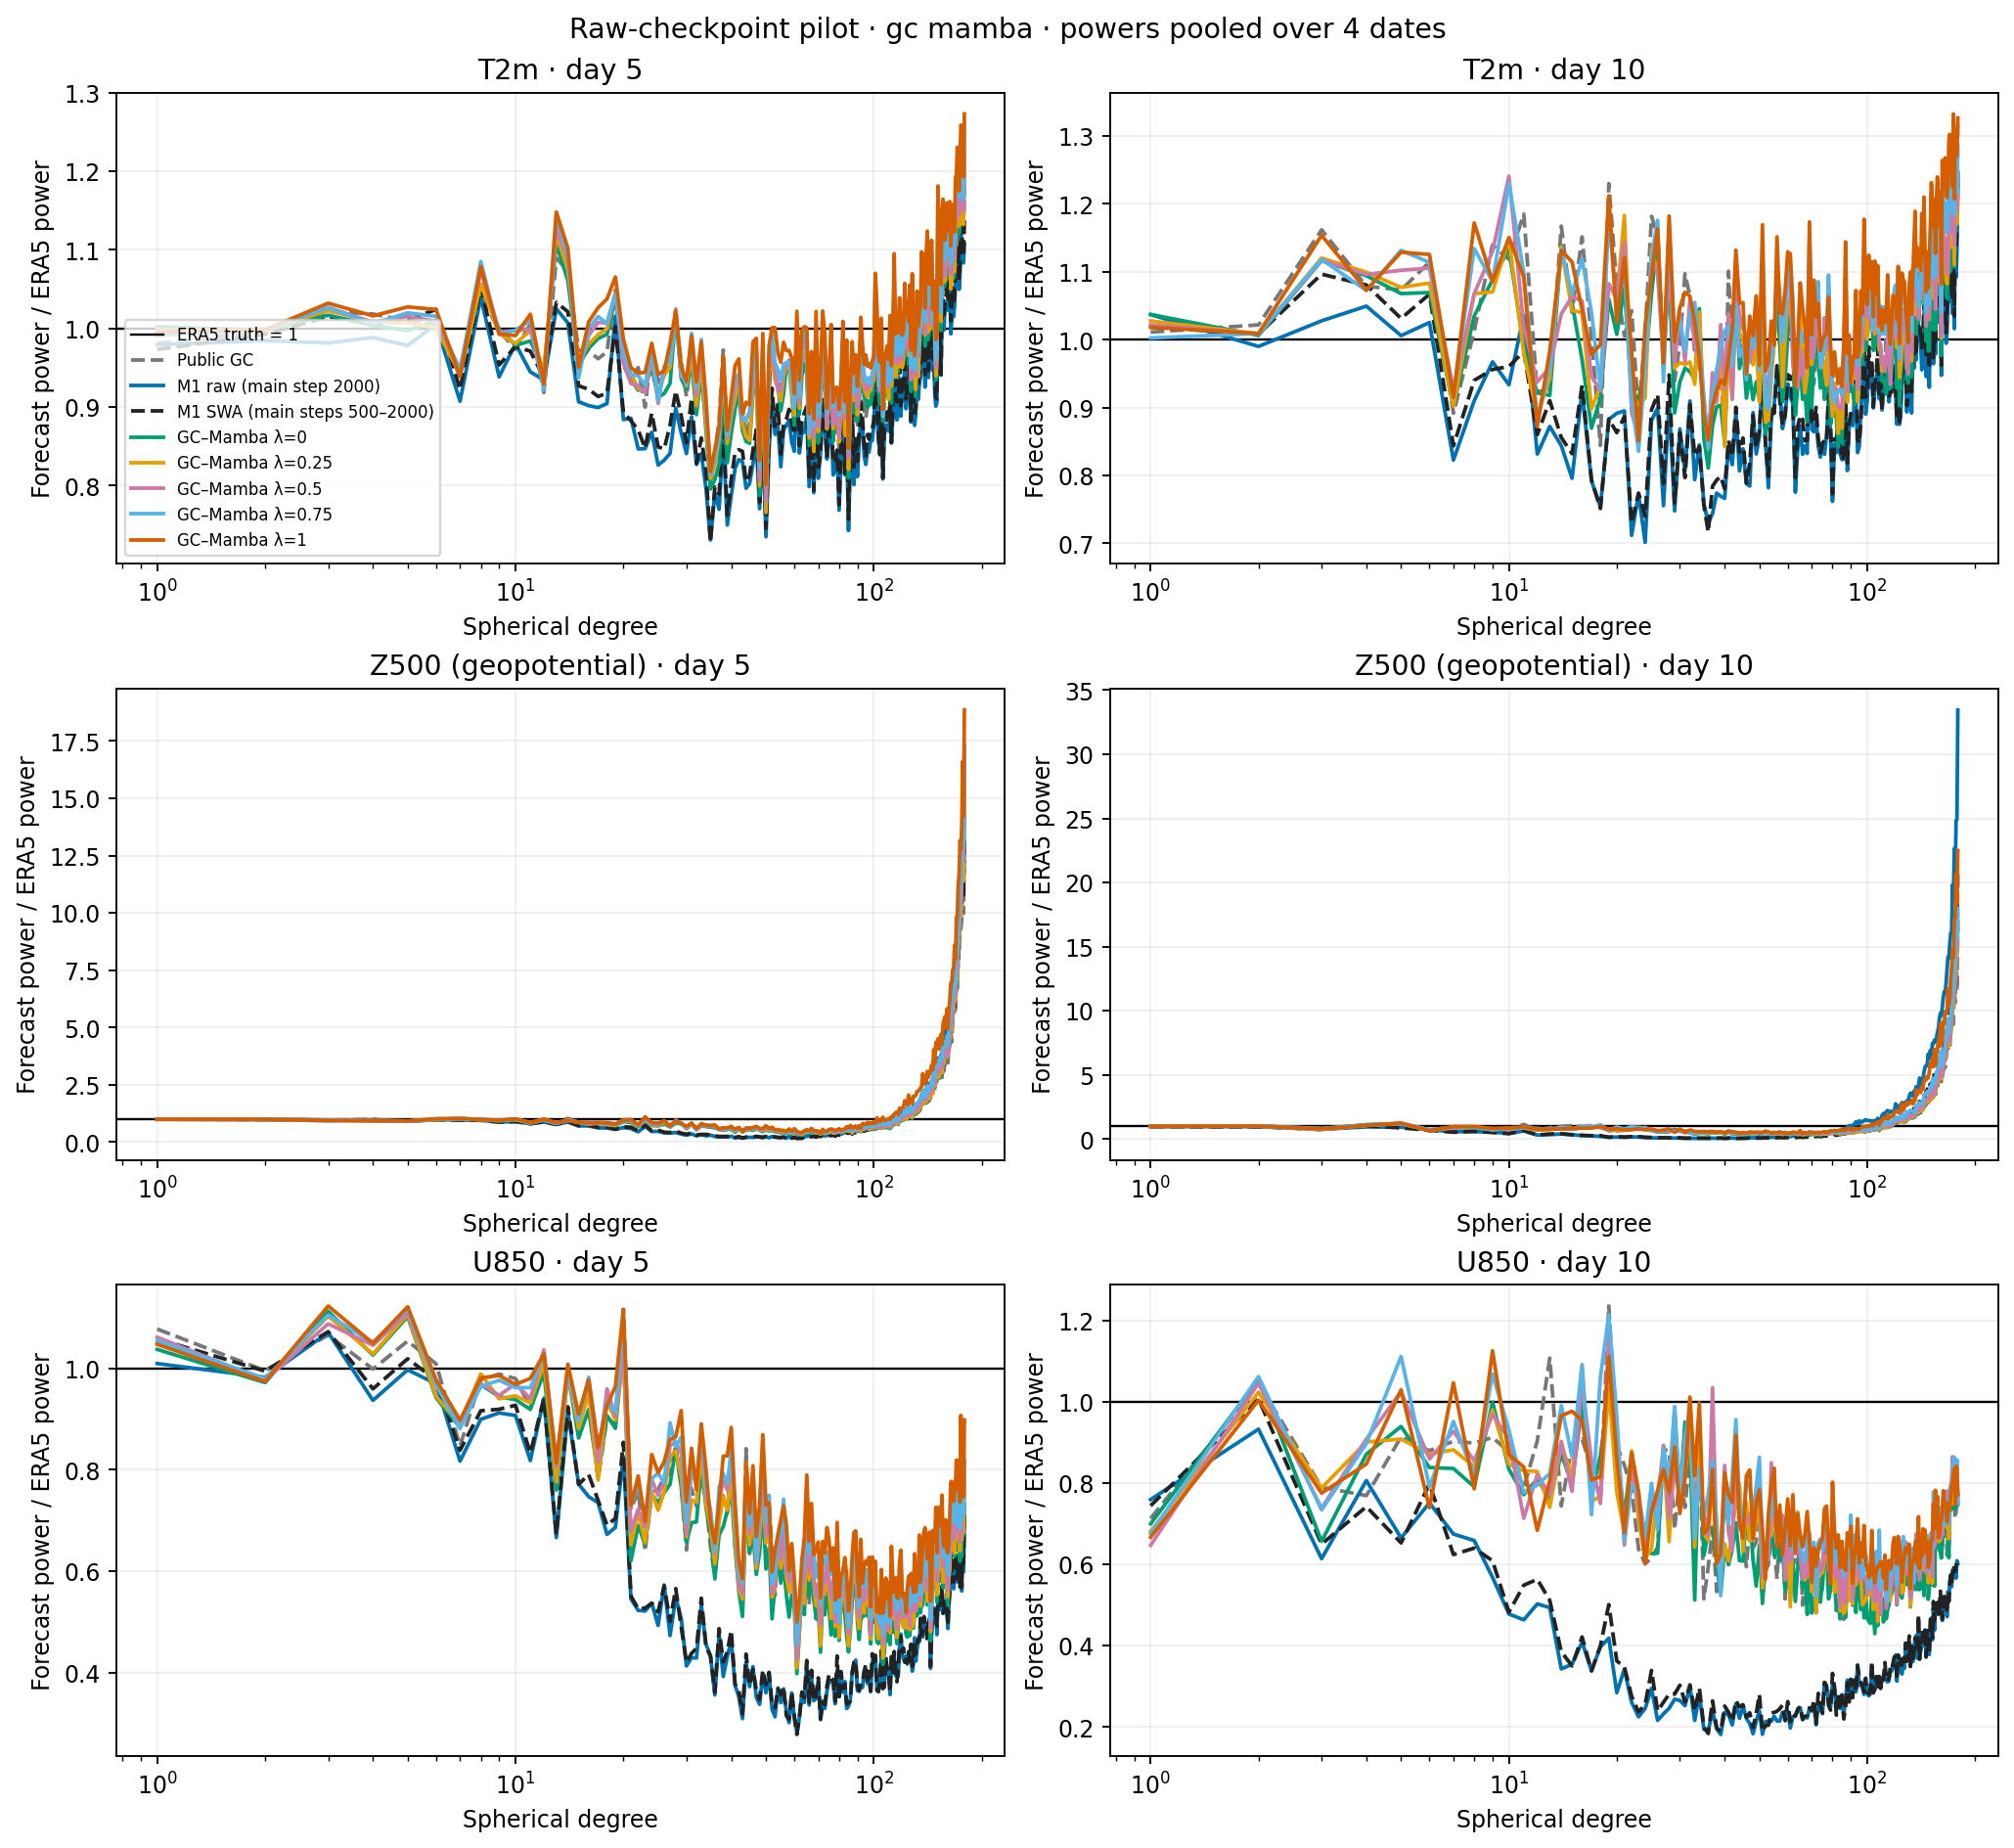 Raw-checkpoint pilot · gc mamba · powers pooled over 4 dates
T2m · day 5
1.3
1.2
1.1
1.0
0.9
0.8
Forecast power / ERA5 power
ERA5 truth = 1
Public GC
M1 raw (main step 2000)
M1 SWA (main steps 500–2000)
GC–Mamba λ=0
GC–Mamba λ=0.25
GC–Mamba λ=0.5
GC–Mamba λ=0.75
GC–Mamba λ=1
10⁰ 10¹ 10²
Spherical degree
T2m · day 10
1.3
1.2
1.1
1.0
0.9
0.8
0.7
Forecast power / ERA5 power
10⁰ 10¹ 10²
Spherical degree
Z500 (geopotential) · day 5
17.5
15.0
12.5
10.0
7.5
5.0
2.5
0.0
Forecast power / ERA5 power
10⁰ 10¹ 10²
Spherical degree
Z500 (geopotential) · day 10
35
30
25
20
15
10
5
0
Forecast power / ERA5 power
10⁰ 10¹ 10²
Spherical degree
U850 · day 5
1.0
0.8
0.6
0.4
Forecast power / ERA5 power
10⁰ 10¹ 10²
Spherical degree
U850 · day 10
1.2
1.0
0.8
0.6
0.4
0.2
Forecast power / ERA5 power
10⁰ 10¹ 10²
Spherical degree